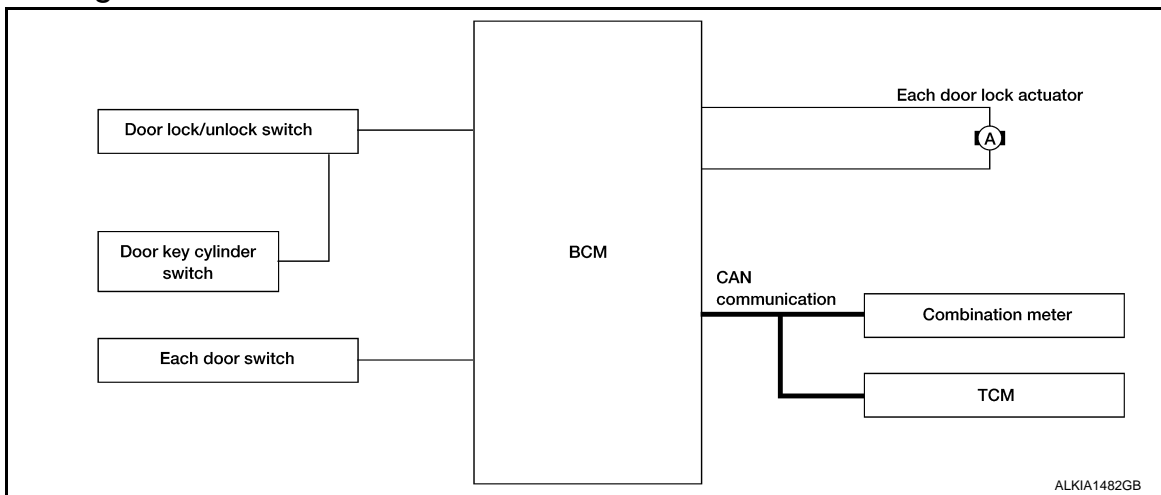 Each door lock actuator
Door lock/unlock switch
A
Door key cylinder
switch
BCM
CAN
communication
Combination meter
Each door switch
TCM
ALKIA1482GB